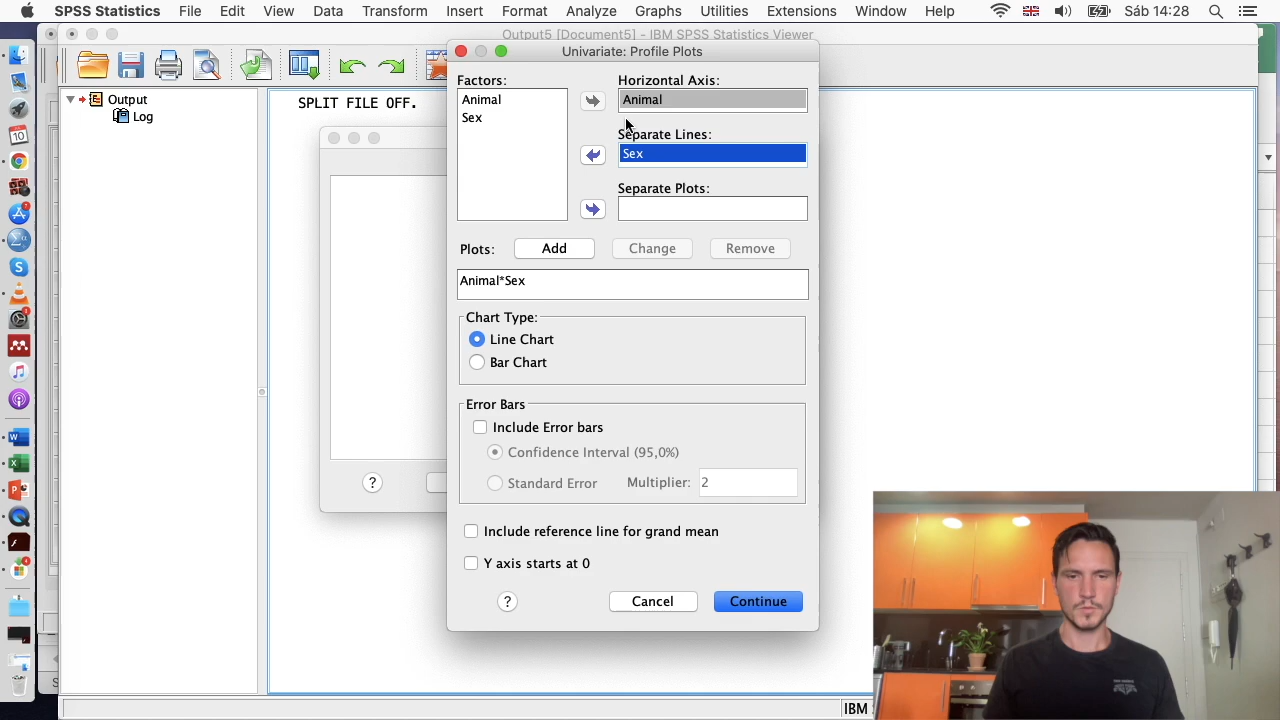 SPSS Statistics File Edit View Data Transform Insert Format Analyze Graphs Utilities Extensions Window Help Sáb 14:28
Output5 [Document5] - IBM SPSS Statistics Viewer
Univariate: Profile Plots
Output
Log
SPLIT FILE OFF.
Factors:
Animal
Sex
Horizontal Axis:
Animal
Separate Lines:
Sex
Separate Plots:
Plots: Add Change Remove
Animal*Sex
Chart Type:
Line Chart
Bar Chart
Error Bars
Include Error bars
Confidence Interval (95,0%)
Standard Error Multiplier: 2
Include reference line for grand mean
Y axis starts at 0
? Cancel Continue
?
IBM